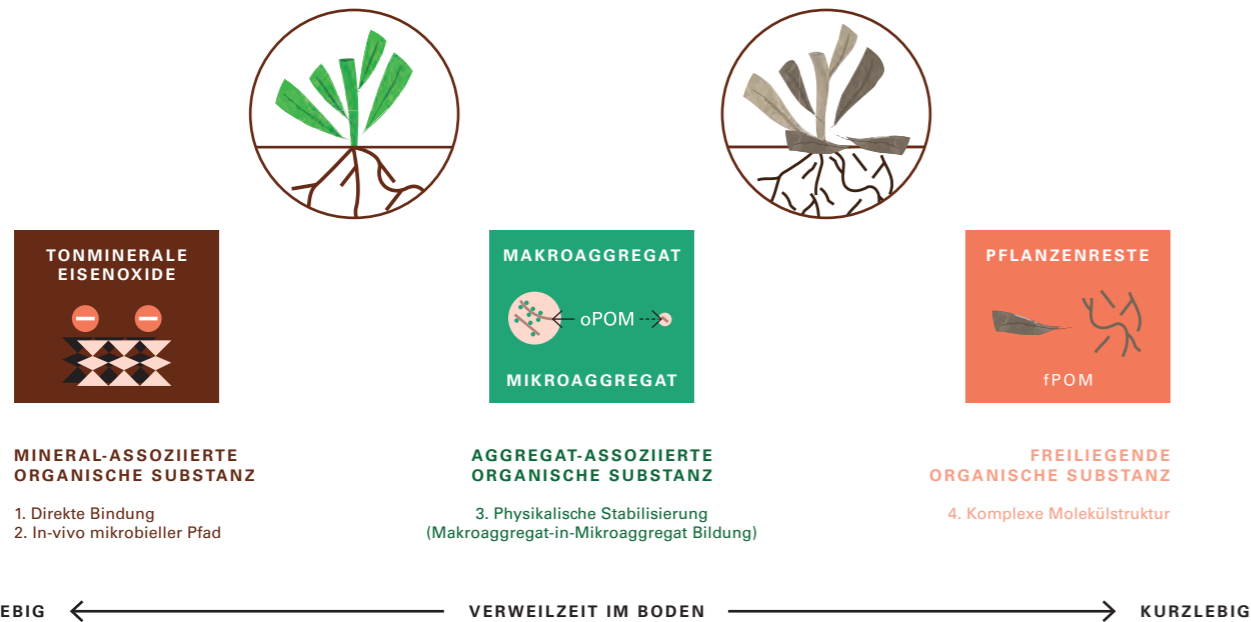 TONMINERALE
EISENOXIDE
MAKROAGGREGAT
oPOM
MIKROAGGREGAT
PFLANZENRESTE
fPOM
MINERAL-ASSOZIIERTE
ORGANISCHE SUBSTANZ
1. Direkte Bindung
2. In-vivo mikrobieller Pfad
AGGREGAT-ASSOZIIERTE
ORGANISCHE SUBSTANZ
3. Physikalische Stabilisierung
(Makroaggregat-in-Mikroaggregat Bildung)
FREILIEGENDE
ORGANISCHE SUBSTANZ
4. Komplexe Molekülstruktur
EBIG VERWEILZEIT IM BODEN KURZLEBIG